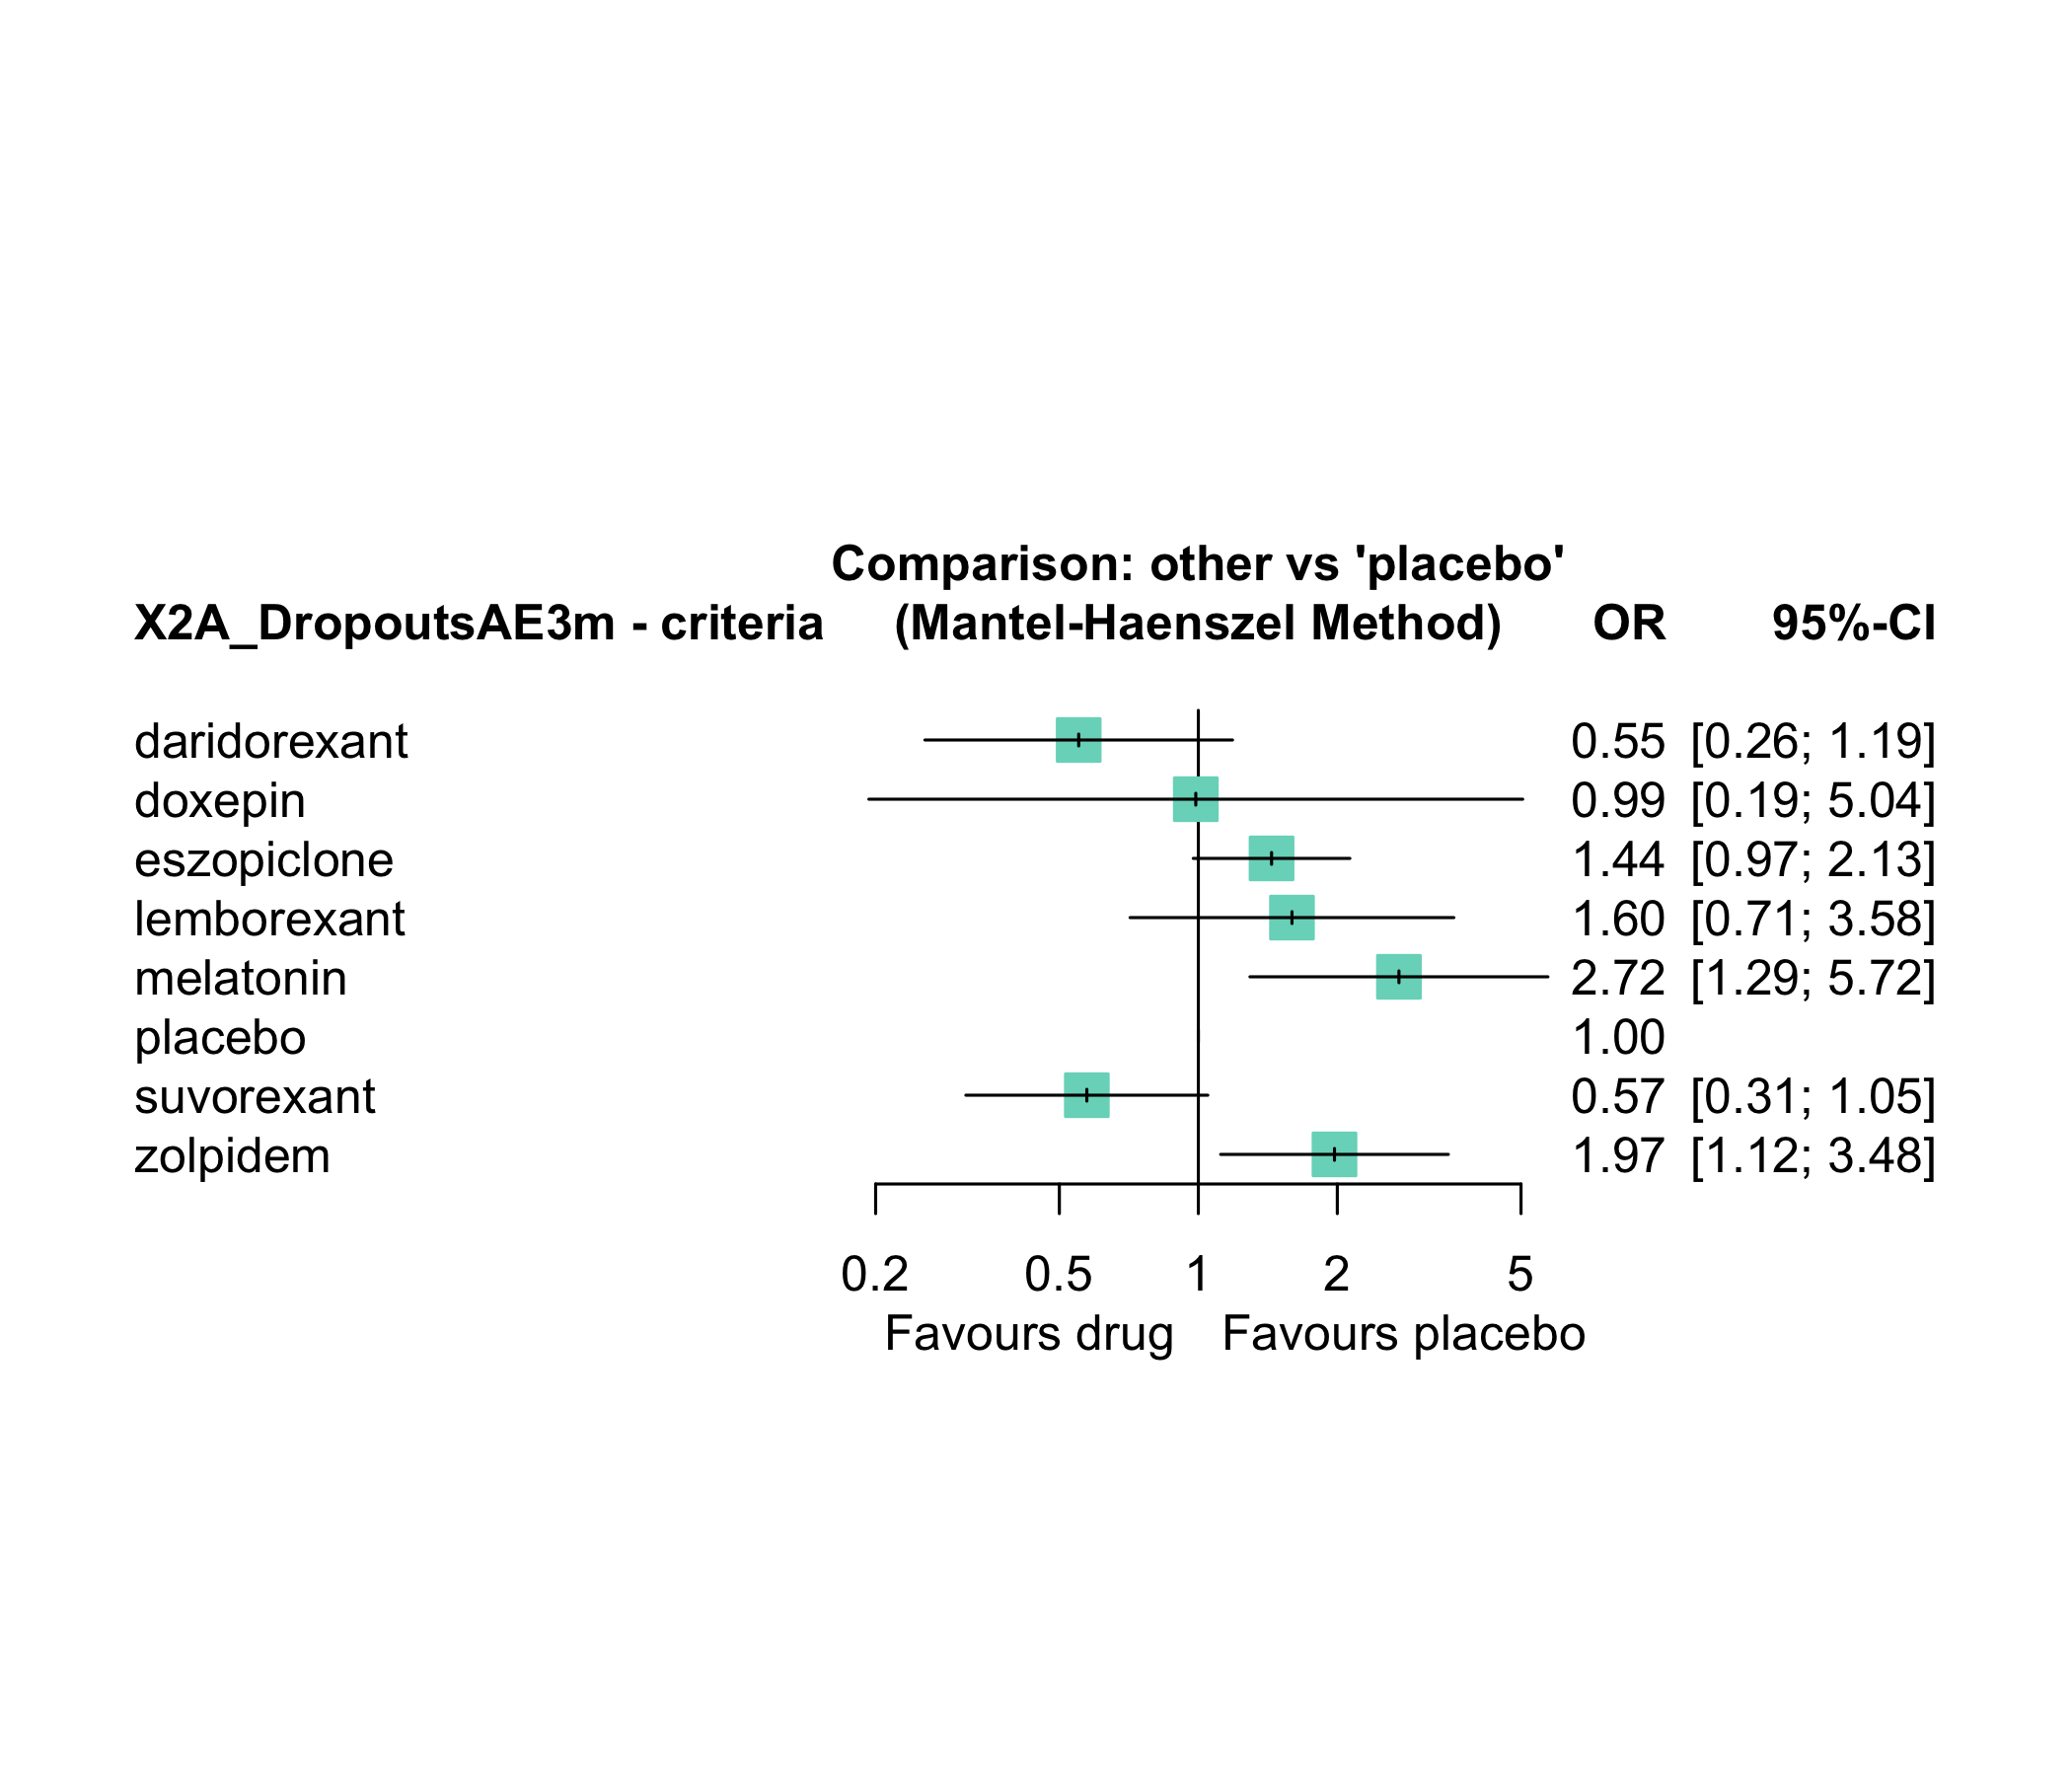 Comparison: other vs 'placebo'
X2A_DropoutsAE3m - criteria (Mantel-Haenszel Method) OR 95%-CI
daridorexant 0.55 [0.26; 1.19]
doxepin 0.99 [0.19; 5.04]
eszopiclone 1.44 [0.97; 2.13]
lemborexant 1.60 [0.71; 3.58]
melatonin 2.72 [1.29; 5.72]
placebo 1.00
suvorexant 0.57 [0.31; 1.05]
zolpidem 1.97 [1.12; 3.48]
0.2 0.5 1 2 5
Favours drug Favours placebo